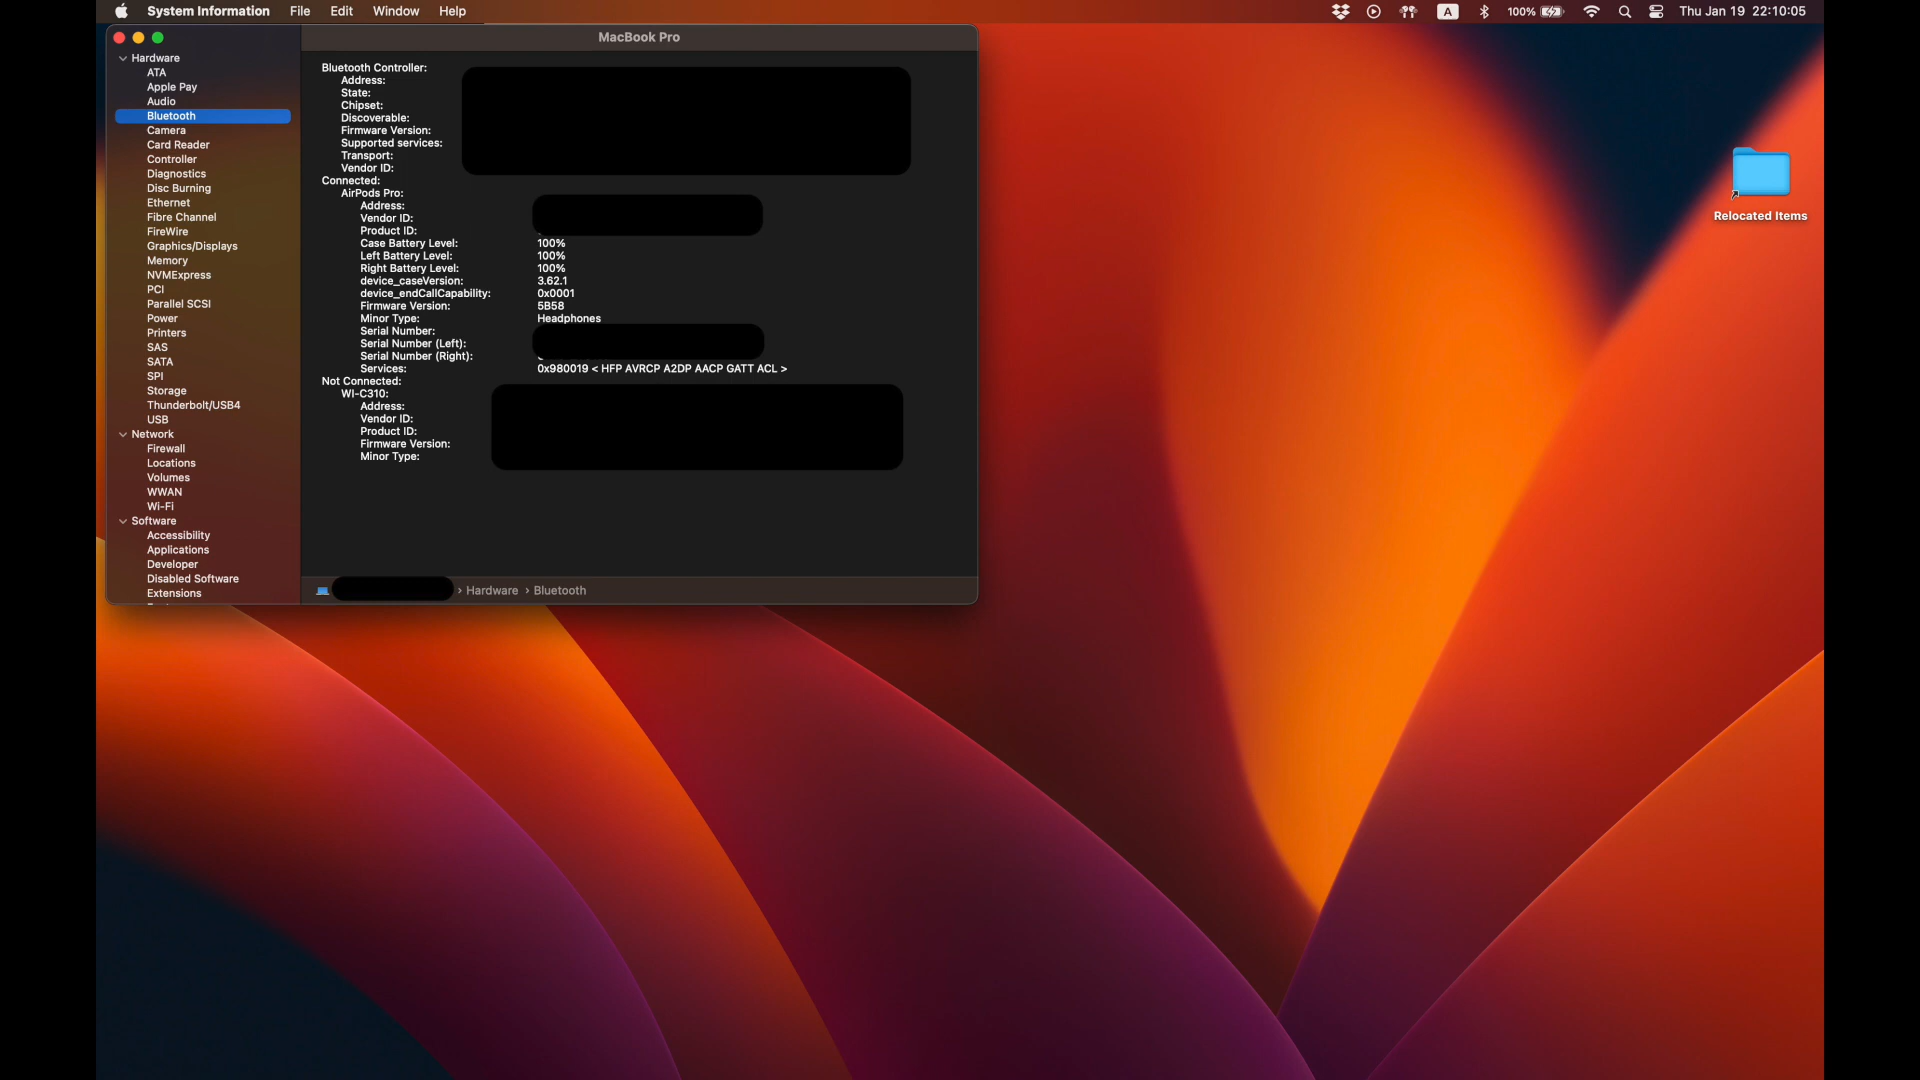 System Information File Edit Window Help
A 100% Thu Jan 19 22:10:05
MacBook Pro
Hardware
ATA
Apple Pay
Audio
Bluetooth
Camera
Card Reader
Controller
Diagnostics
Disc Burning
Ethernet
Fibre Channel
FireWire
Graphics/Displays
Memory
NVMExpress
PCI
Parallel SCSI
Power
Printers
SAS
SATA
SPI
Storage
Thunderbolt/USB4
USB
Network
Firewall
Locations
Volumes
WWAN
Wi-Fi
Software
Accessibility
Applications
Developer
Disabled Software
Extensions
Bluetooth Controller:
Address:
State:
Chipset:
Discoverable:
Firmware Version:
Supported services:
Transport:
Vendor ID:
Connected:
AirPods Pro:
Address:
Vendor ID:
Product ID:
Case Battery Level: 100%
Left Battery Level: 100%
Right Battery Level: 100%
device_caseVersion: 3.62.1
device_endCallCapability: 0x0001
Firmware Version: 5B58
Minor Type: Headphones
Serial Number:
Serial Number (Left):
Serial Number (Right):
Services: 0x980019 < HFP AVRCP A2DP AACP GATT ACL >
Not Connected:
WI-C310:
Address:
Vendor ID:
Product ID:
Firmware Version:
Minor Type:
› Hardware › Bluetooth
Relocated Items